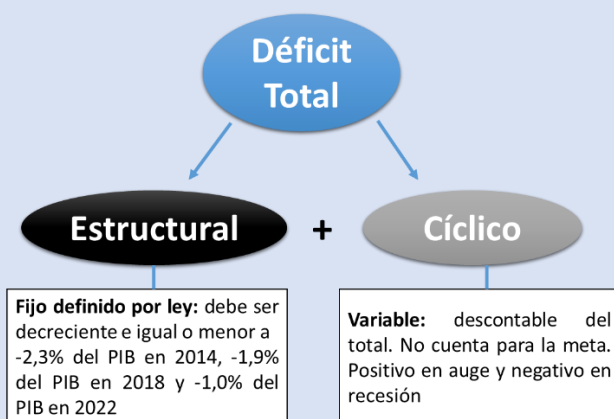 Déficit
Total
Estructural
+
Cíclico
Fijo definido por ley: debe ser
decreciente e igual o menor a
-2,3% del PIB en 2014, -1,9%
del PIB en 2018 y -1,0% del
PIB en 2022
Variable: descontable del
total. No cuenta para la meta.
Positivo en auge y negativo en
recesión